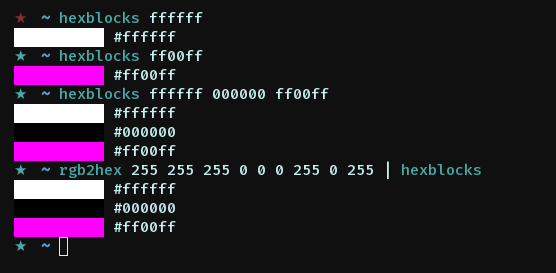 ★ ~ hexblocks ffffff
#ffffff
★ ~ hexblocks ff00ff
#ff00ff
★ ~ hexblocks ffffff 000000 ff00ff
#ffffff
#000000
#ff00ff
★ ~ rgb2hex 255 255 255 0 0 0 255 0 255 | hexblocks
#ffffff
#000000
#ff00ff
★ ~